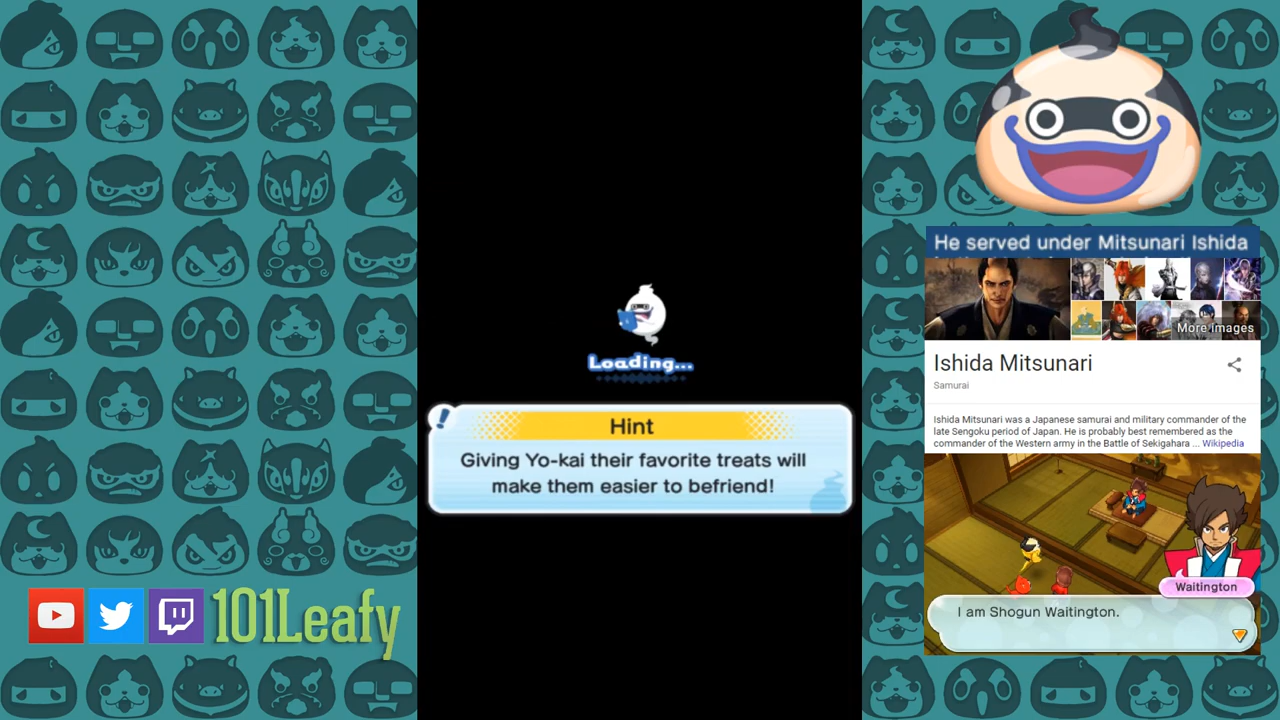 Loading...
Hint
Giving Yo-kai their favorite treats will
make them easier to befriend!
101Leafy
He served under Mitsunari Ishida
More images
Ishida Mitsunari
Samurai
Ishida Mitsunari was a Japanese samurai and military commander of the
late Sengoku period of Japan. He is probably best remembered as the
commander of the Western army in the Battle of Sekigahara ... Wikipedia
Waitington
I am Shogun Waitington.